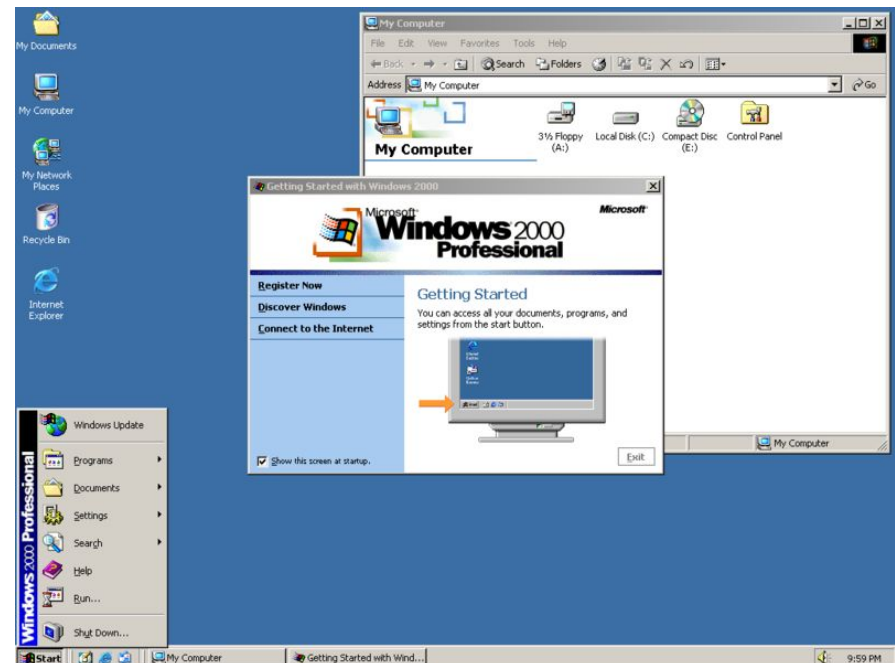 My Documents
My Computer
My Network
Places
Recycle Bin
Internet
Explorer
My Computer
File Edit View Favorites Tools Help
Back Search Folders
Address My Computer Go
My Computer
3½ Floppy
(A:)
Local Disk (C:)
Compact Disc
(E:)
Control Panel
My Computer
Getting Started with Windows 2000
Microsoft
Windows 2000
Professional
Microsoft
Register Now
Discover Windows
Connect to the Internet
Getting Started
You can access all your documents, programs, and
settings from the start button.
Show this screen at startup.
Exit
Windows 2000 Professional
Windows Update
Programs
Documents
Settings
Search
Help
Run...
Shut Down...
Start My Computer Getting Started with Wind... 9:59 PM